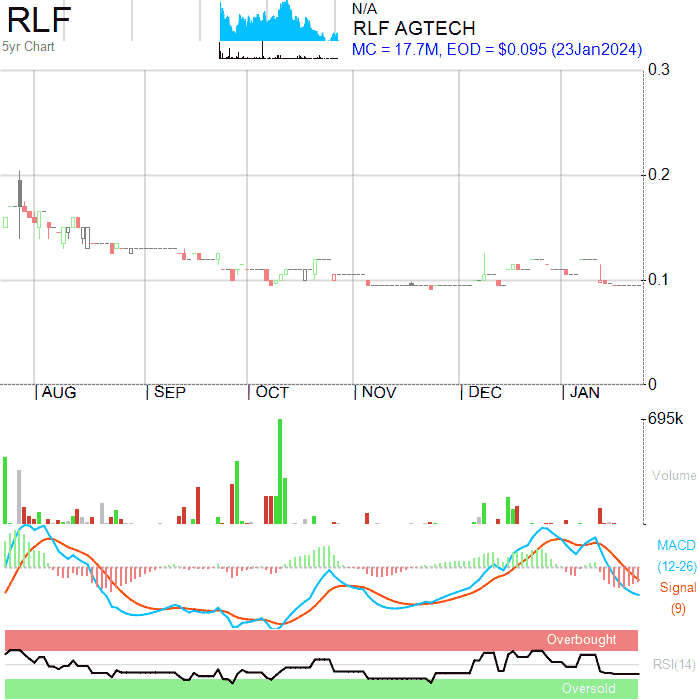 RLF
5yr Chart
N/A
RLF AGTECH
MC = 17.7M, EOD = $0.095 (23Jan2024)
0.3
0.2
0.1
0
AUG SEP OCT NOV DEC JAN
695k
Volume
MACD
(12-26)
Signal
(9)
Overbought
RSI(14)
Oversold